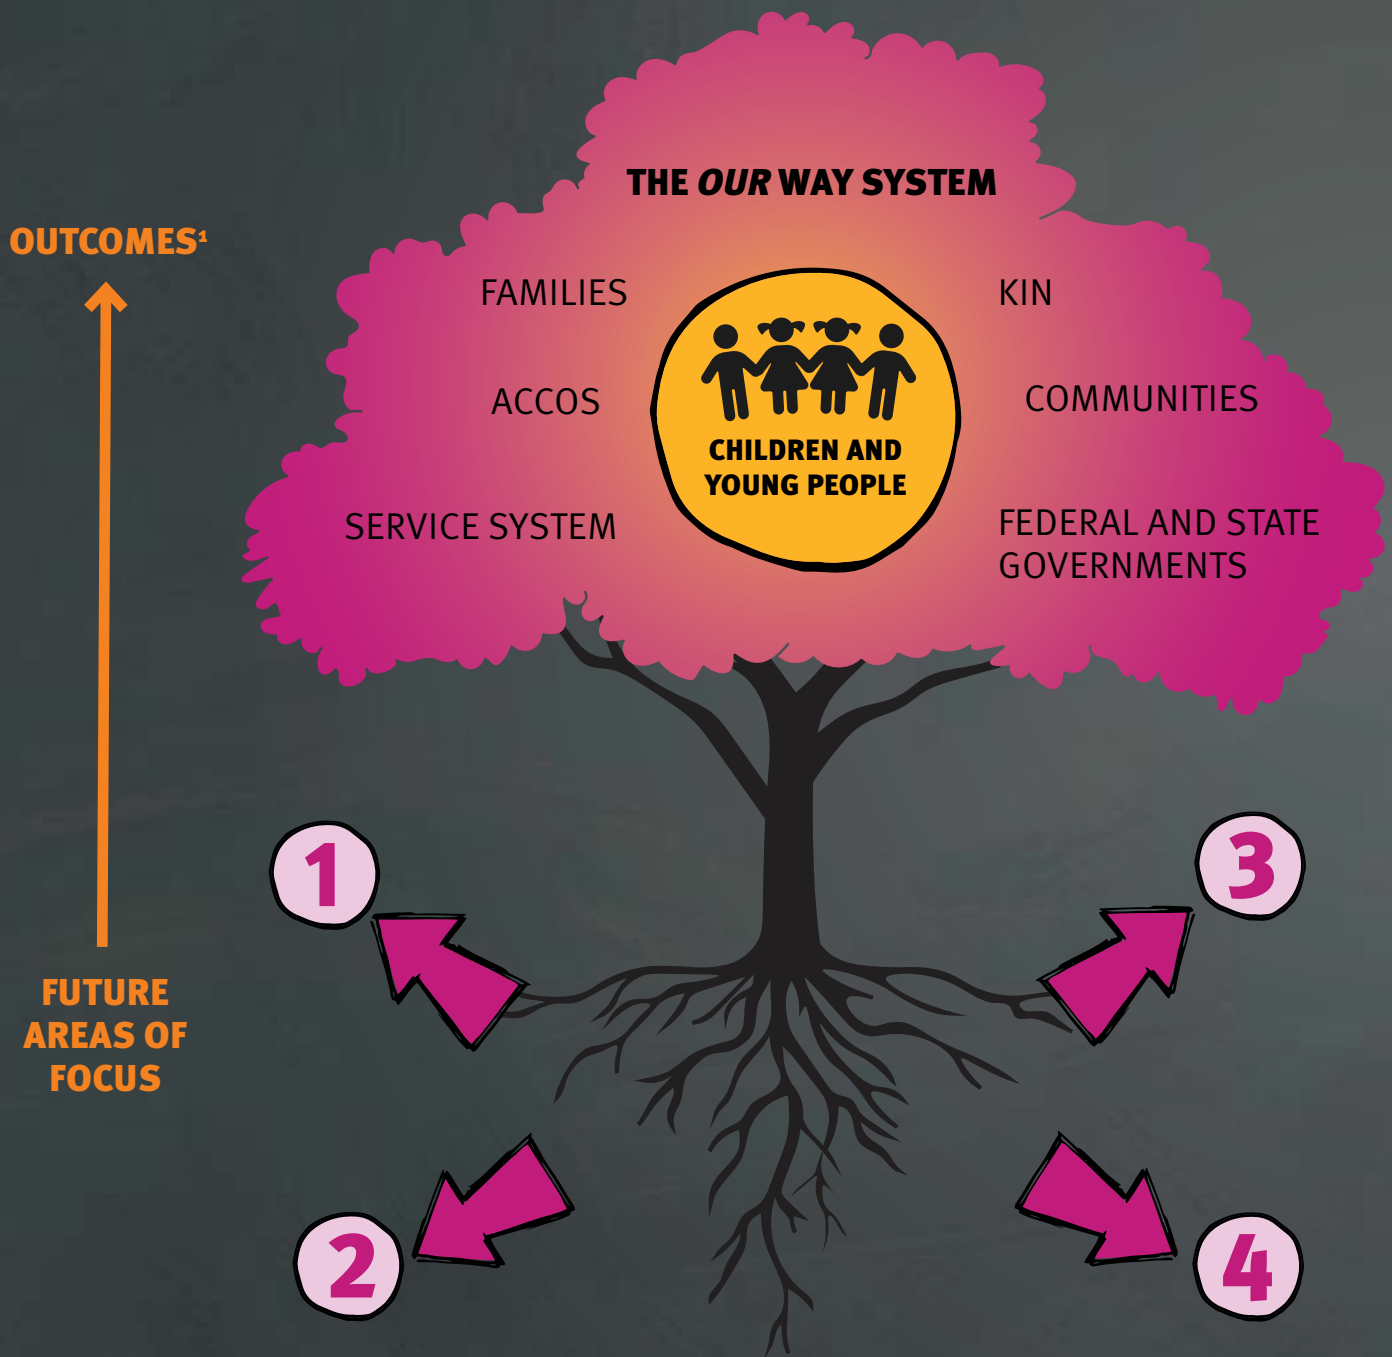 THE OUR WAY SYSTEM
OUTCOMES¹
FAMILIES
KIN
ACCOS
COMMUNITIES
CHILDREN AND
YOUNG PEOPLE
SERVICE SYSTEM
FEDERAL AND STATE
GOVERNMENTS
1
3
FUTURE
AREAS OF
FOCUS
2
4